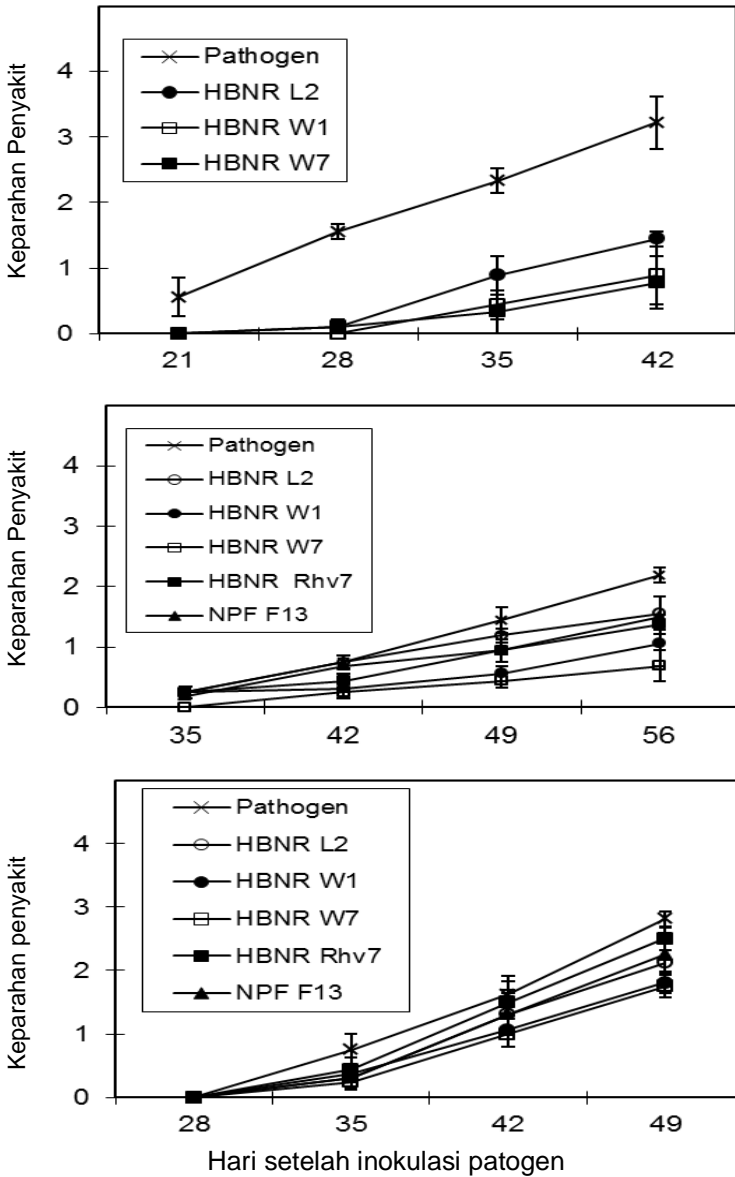 Keparahan Penyakit
4
3
2
1
0
Pathogen
HBNR L2
HBNR W1
HBNR W7
21 28 35 42
Keparahan Penyakit
4
3
2
1
0
Pathogen
HBNR L2
HBNR W1
HBNR W7
HBNR Rhv7
NPF F13
35 42 49 56
Keparahan penyakit
4
3
2
1
0
Pathogen
HBNR L2
HBNR W1
HBNR W7
HBNR Rhv7
NPF F13
28 35 42 49
Hari setelah inokulasi patogen